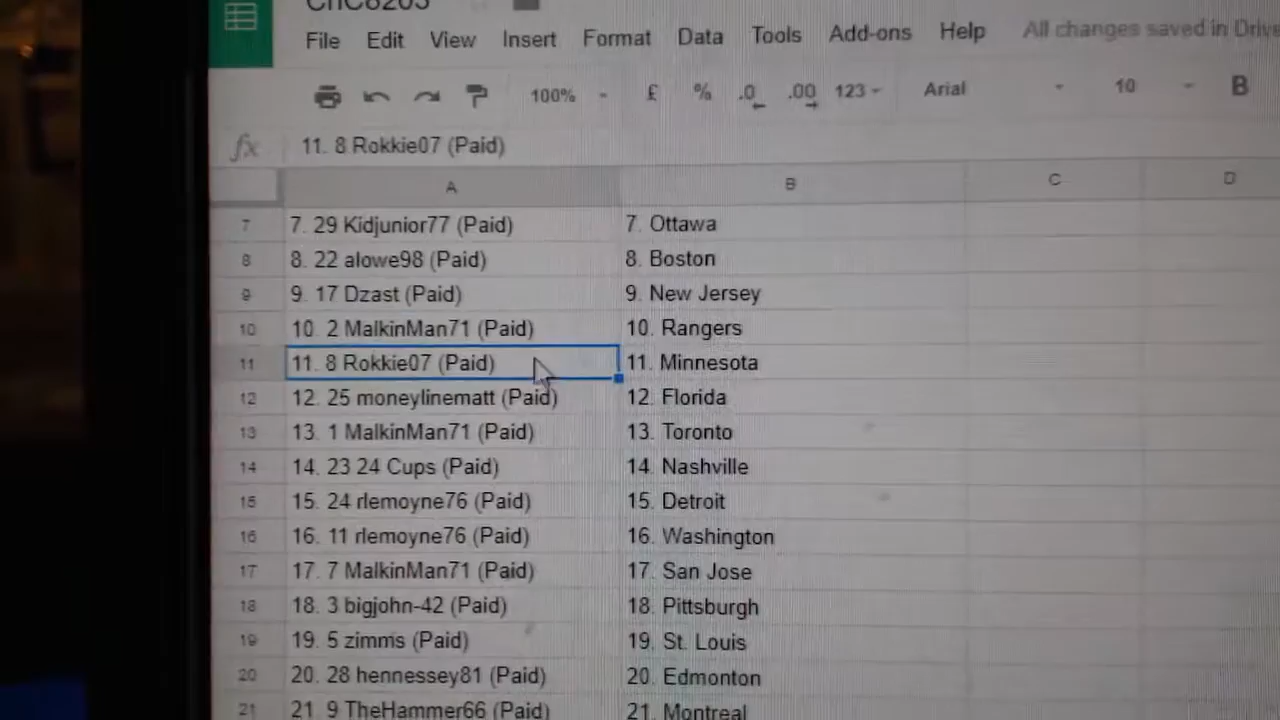 CnC8203
File Edit View Insert Format Data Tools Add-ons Help All changes saved in Drive
100% £ % .0 .00 123 Arial 10 B
fx 11. 8 Rokkie07 (Paid)
A B C D
7 7. 29 Kidjunior77 (Paid) 7. Ottawa
8 8. 22 alowe98 (Paid) 8. Boston
9 9. 17 Dzast (Paid) 9. New Jersey
10 10. 2 MalkinMan71 (Paid) 10. Rangers
11 11. 8 Rokkie07 (Paid) 11. Minnesota
12 12. 25 moneylinematt (Paid) 12. Florida
13 13. 1 MalkinMan71 (Paid) 13. Toronto
14 14. 23 24 Cups (Paid) 14. Nashville
15 15. 24 rlemoyne76 (Paid) 15. Detroit
16 16. 11 rlemoyne76 (Paid) 16. Washington
17 17. 7 MalkinMan71 (Paid) 17. San Jose
18 18. 3 bigjohn-42 (Paid) 18. Pittsburgh
19 19. 5 zimms (Paid) 19. St. Louis
20 20. 28 hennessey81 (Paid) 20. Edmonton
21 21. 9 TheHammer66 (Paid) 21. Montreal